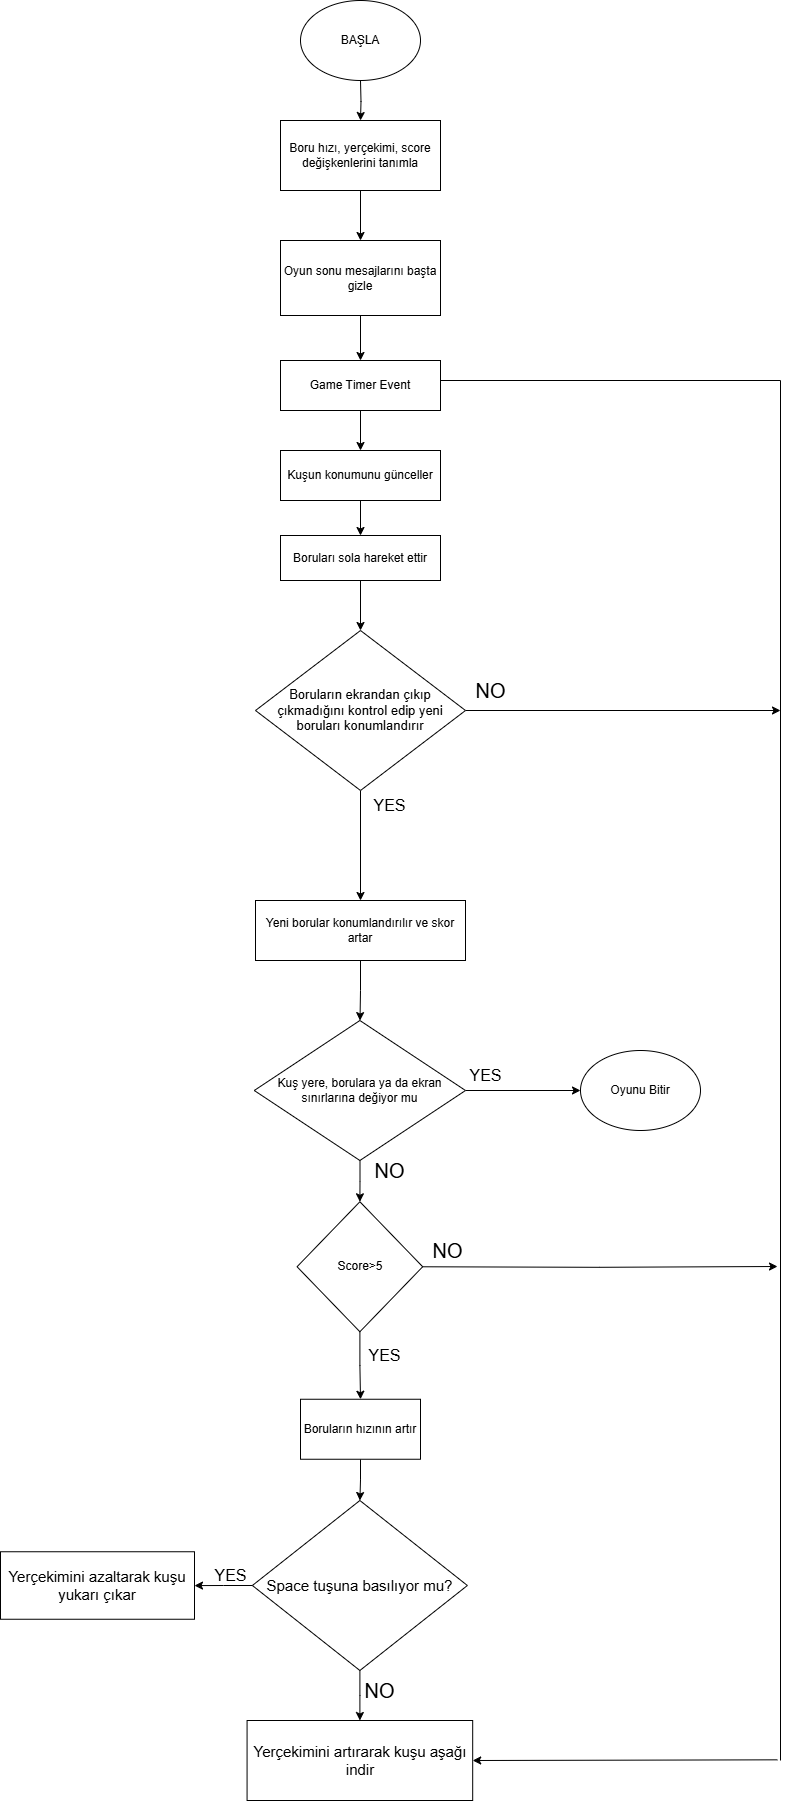 BAŞLA
Boru hızı, yerçekimi, score
değişkenlerini tanımla
Oyun sonu mesajlarını başta
gizle
Game Timer Event
Kuşun konumunu günceller
Boruları sola hareket ettir
Boruların ekrandan çıkıp
çıkmadığını kontrol edip yeni
boruları konumlandırır
NO
YES
Yeni borular konumlandırılır ve skor
artar
Kuş yere, borulara ya da ekran
sınırlarına değiyor mu
YES
Oyunu Bitir
NO
Score>5
NO
YES
Boruların hızının artır
Space tuşuna basılıyor mu?
YES
Yerçekimini azaltarak kuşu
yukarı çıkar
NO
Yerçekimini artırarak kuşu aşağı
indir